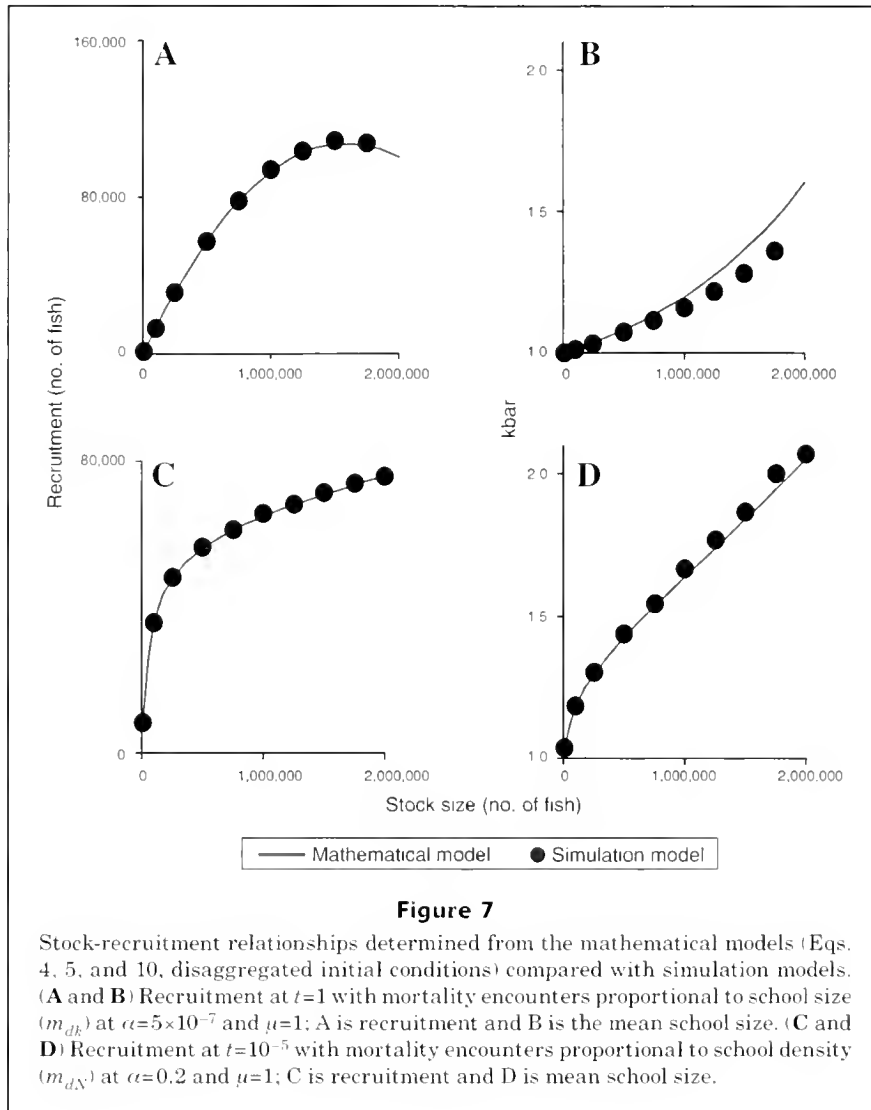 A
160,000
80,000
0
0
1,000,000
2,000,000
Recruitment (no. of fish)
B
2 0
1 5
1 0
0
1,000,000
2,000,000
kbar
C
80,000
0
0
1,000,000
2,000,000
D
2.0
1.5
1 0
0
1,000,000
2,000,000
Stock size (no. of fish)
Mathematical model
Simulation model
Figure 7
Stock-recruitment relationships determined from the mathematical models (Eqs.
4, 5, and 10, disaggregated initial conditions) compared with simulation models.
(A and B) Recruitment at t=1 with mortality encounters proportional to school size
(m_dk) at α=5×10⁻⁷ and μ=1; A is recruitment and B is the mean school size. (C and
D) Recruitment at t=10⁻⁵ with mortality encounters proportional to school density
(m_dN) at α=0.2 and μ=1; C is recruitment and D is mean school size.